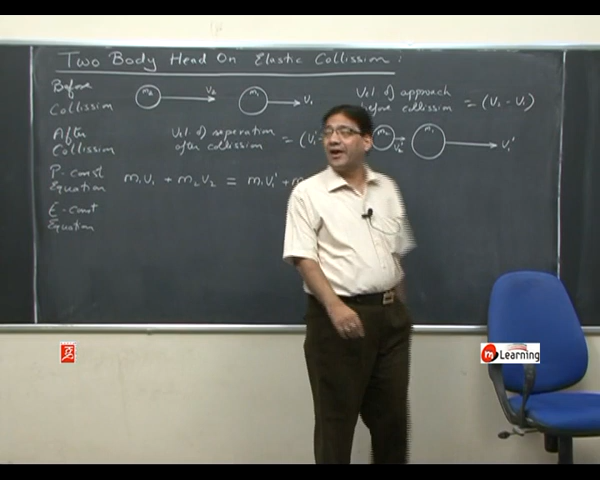 Two Body Head On Elastic Collission :
Before Collission
m₂ V₂ m₁ V₁
Vel. of approach before collission = (V₂ - V₁)
After Collission
Vel. of seperation after collission = (V₁'
m₂ V₂' m₁ V₁'
P-const Equation
m₁V₁ + m₂V₂ = m₁V₁' + m
E-const Equation
m Learning